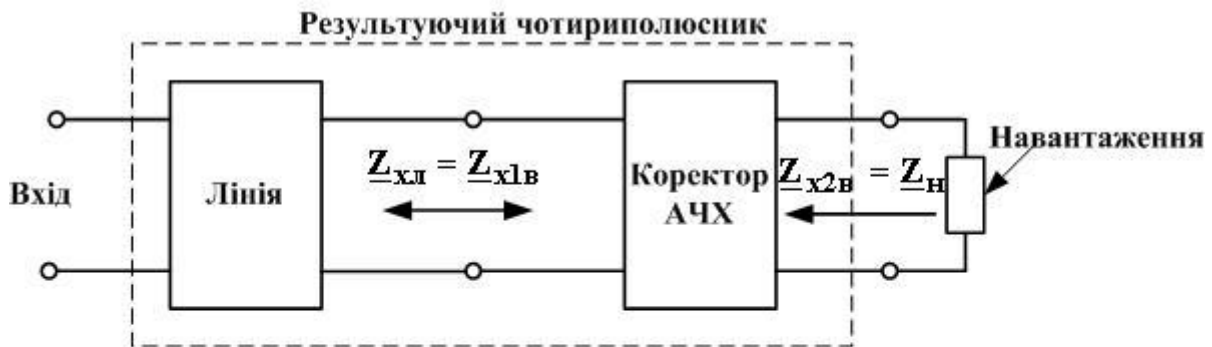 Результуючий чотириполюсник
Вхід
Лінія
Zхл = Zх1в
Коректор
АЧХ
Zх2в = Zн
Навантаження